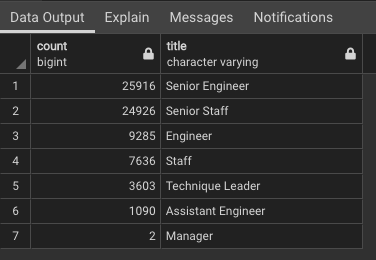 Data Output Explain Messages Notifications
count title
bigint character varying
1 25916 Senior Engineer
2 24926 Senior Staff
3 9285 Engineer
4 7636 Staff
5 3603 Technique Leader
6 1090 Assistant Engineer
7 2 Manager